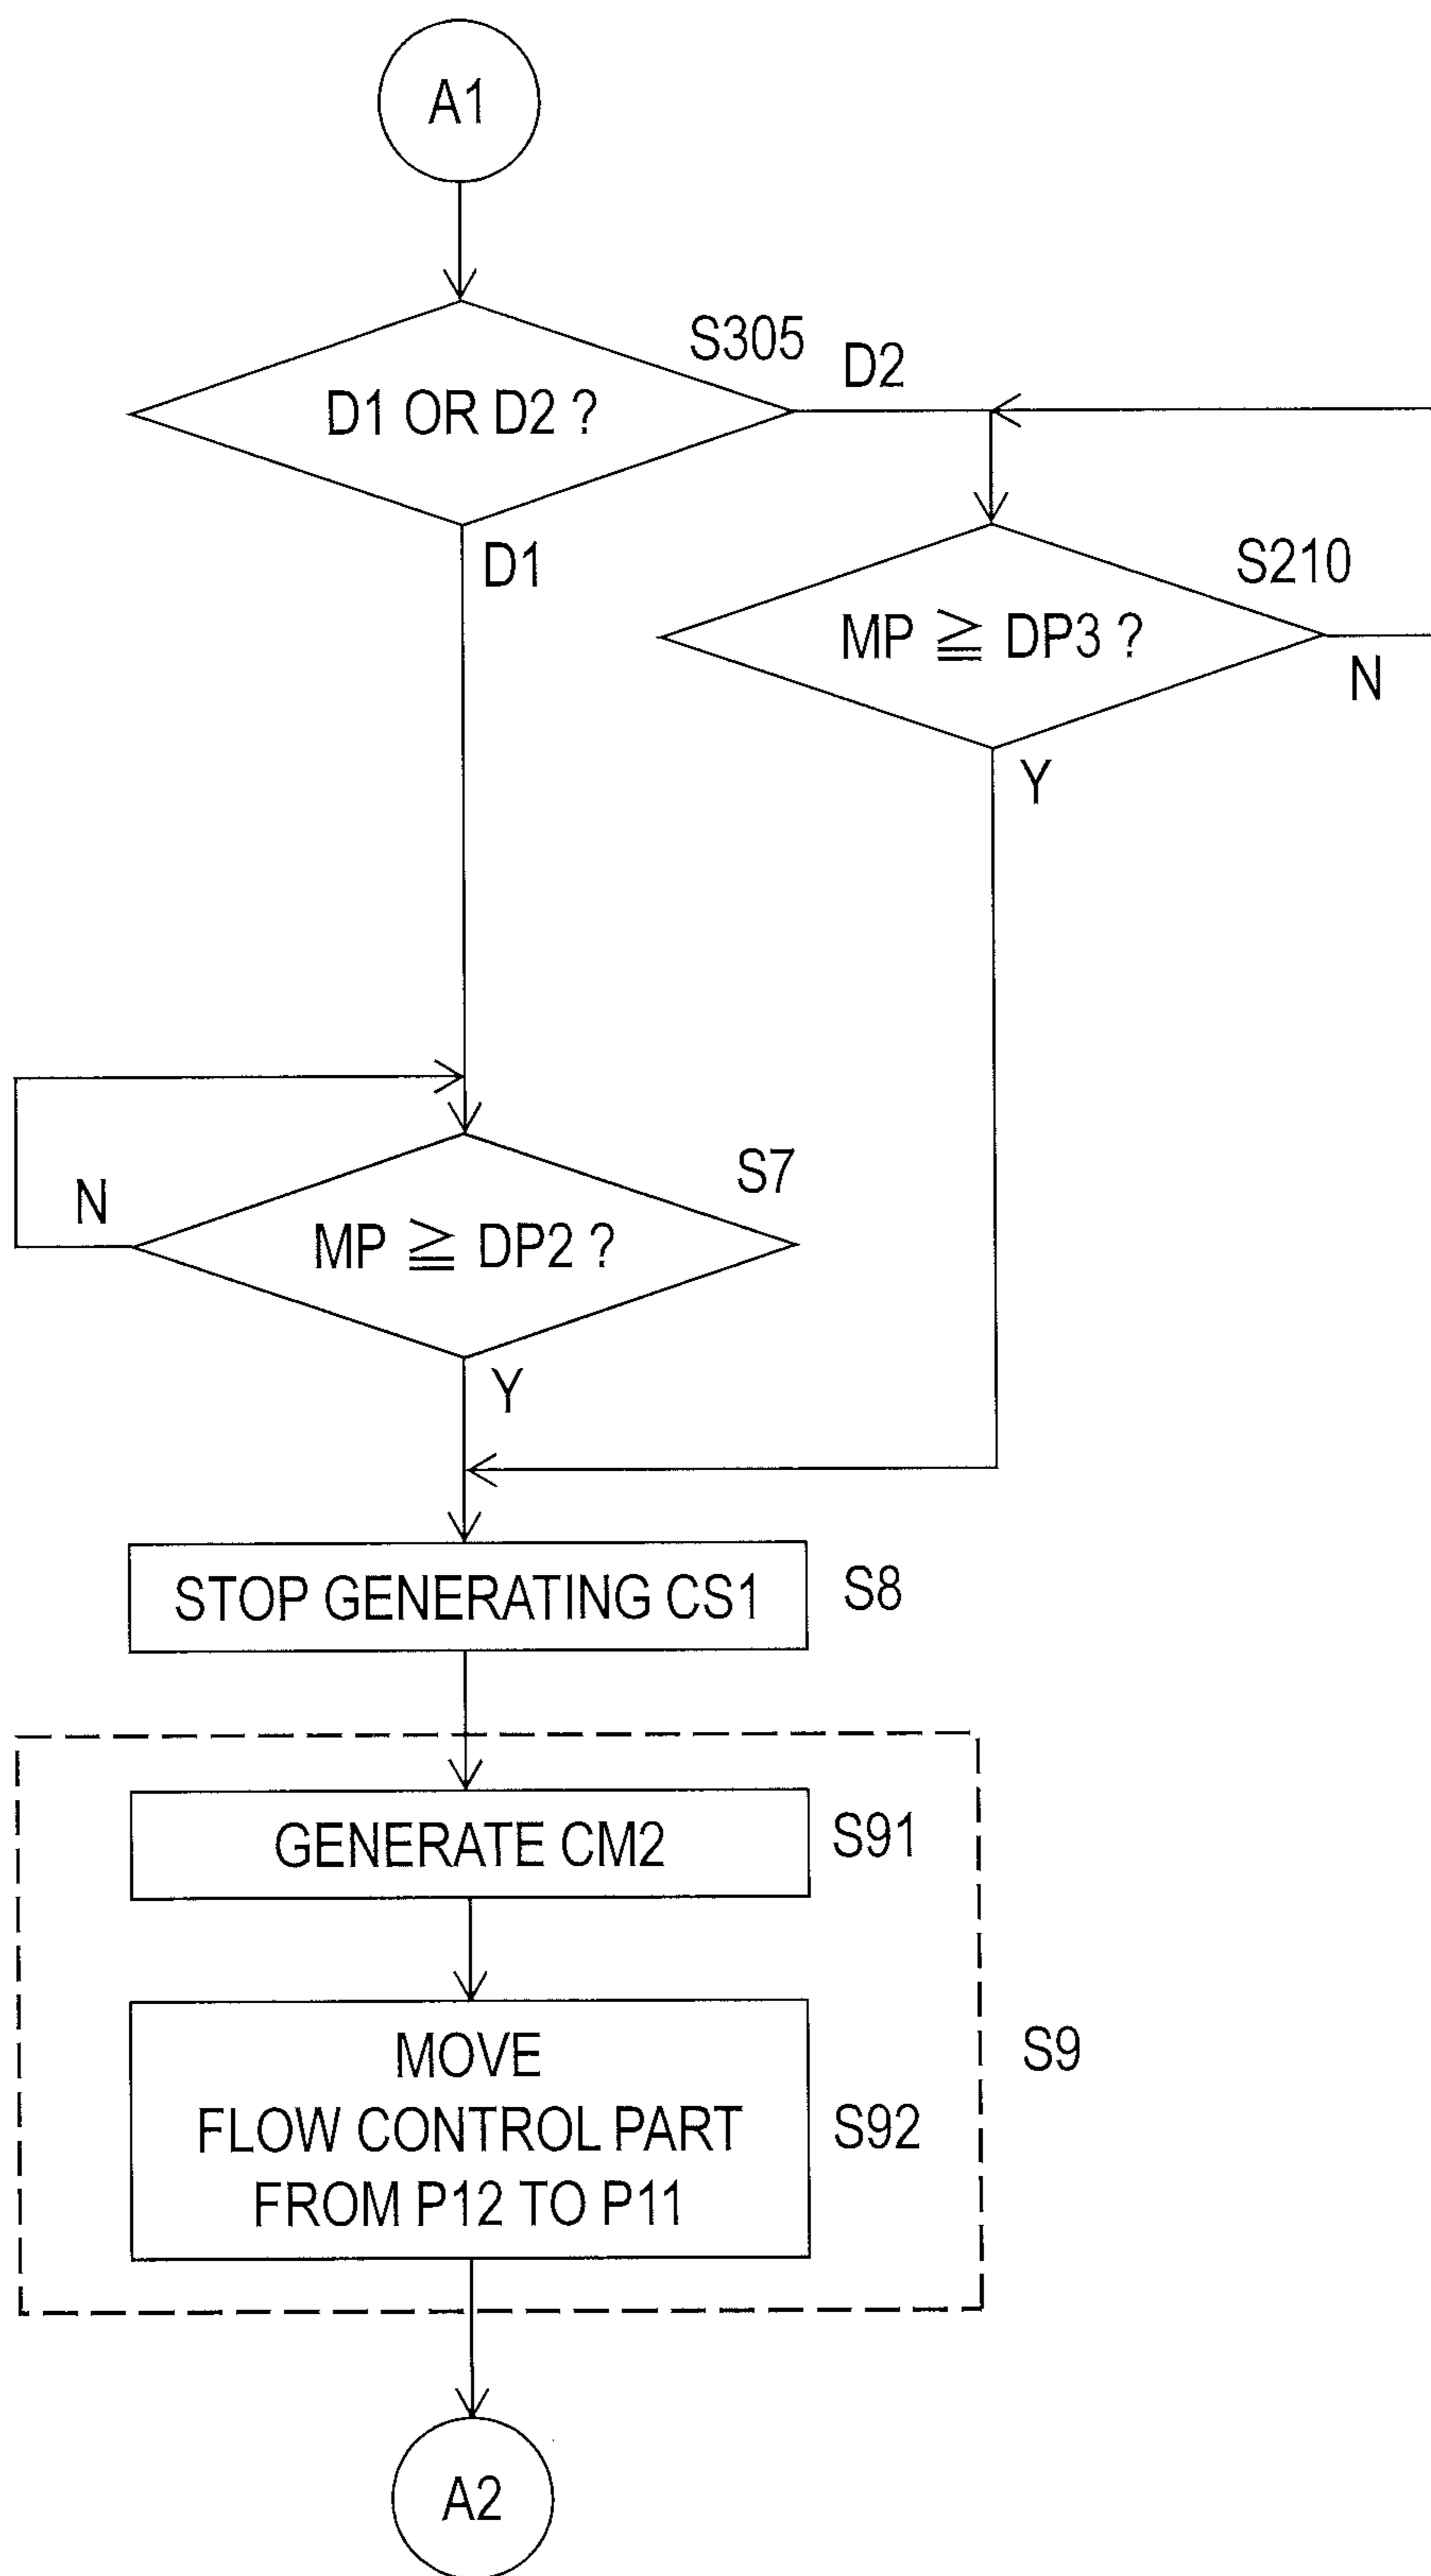 A1
S305
D1 OR D2 ?
D2
D1
S210
MP ≧ DP3 ?
N
Y
S7
N
MP ≧ DP2 ?
Y
STOP GENERATING CS1
S8
GENERATE CM2
S91
MOVE
FLOW CONTROL PART
FROM P12 TO P11
S92
S9
A2